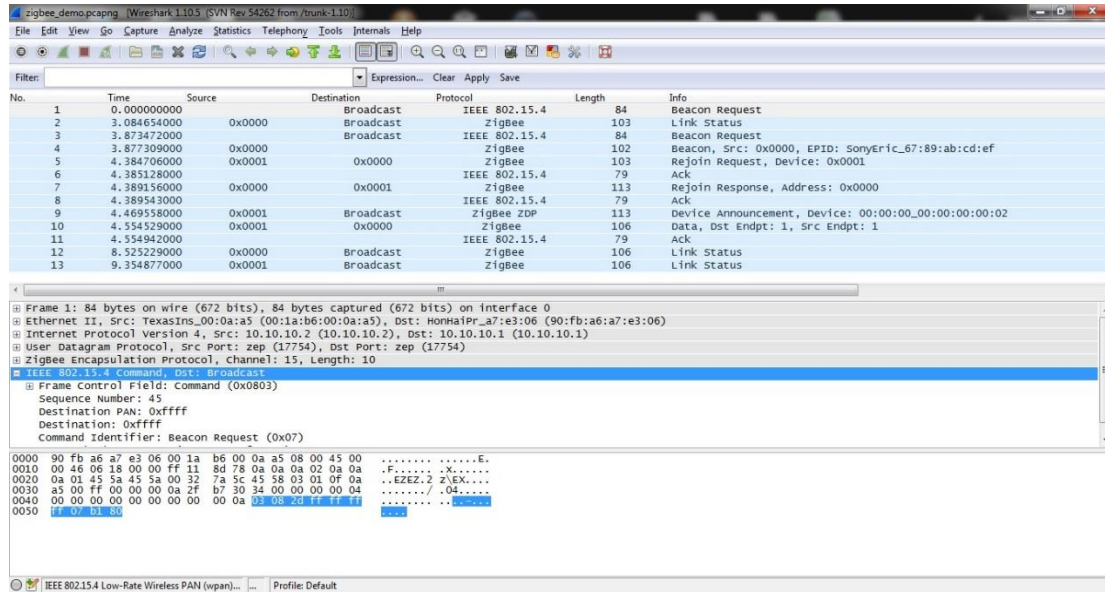 zigbee_demo.pcapng [Wireshark 1.10.5 (SVN Rev 54262 from /trunk-1.10)]
File Edit View Go Capture Analyze Statistics Telephony Tools Internals Help
Filter: Expression... Clear Apply Save
No. Time Source Destination Protocol Length Info
1 0.000000000 Broadcast IEEE 802.15.4 84 Beacon Request
2 3.084654000 0x0000 Broadcast ZigBee 103 Link Status
3 3.873472000 Broadcast IEEE 802.15.4 84 Beacon Request
4 3.877309000 0x0000 ZigBee 102 Beacon, Src: 0x0000, EPID: SonyEric_67:89:ab:cd:ef
5 4.384706000 0x0001 0x0000 ZigBee 103 Rejoin Request, Device: 0x0001
6 4.385128000 IEEE 802.15.4 79 Ack
7 4.389156000 0x0000 0x0001 ZigBee 113 Rejoin Response, Address: 0x0000
8 4.389543000 IEEE 802.15.4 79 Ack
9 4.469558000 0x0001 Broadcast ZigBee ZDP 113 Device Announcement, Device: 00:00:00_00:00:00:00:02
10 4.554529000 0x0001 0x0000 ZigBee 106 Data, Dst Endpt: 1, Src Endpt: 1
11 4.554942000 IEEE 802.15.4 79 Ack
12 8.525229000 0x0000 Broadcast ZigBee 106 Link Status
13 9.354877000 0x0001 Broadcast ZigBee 106 Link Status
Frame 1: 84 bytes on wire (672 bits), 84 bytes captured (672 bits) on interface 0
Ethernet II, Src: TexasIns_00:0a:a5 (00:1a:b6:00:0a:a5), Dst: HonHaiPr_a7:e3:06 (90:fb:a6:a7:e3:06)
Internet Protocol Version 4, Src: 10.10.10.2 (10.10.10.2), Dst: 10.10.10.1 (10.10.10.1)
User Datagram Protocol, Src Port: zep (17754), Dst Port: zep (17754)
ZigBee Encapsulation Protocol, Channel: 15, Length: 10
IEEE 802.15.4 Command, Dst: Broadcast
Frame Control Field: Command (0x0803)
Sequence Number: 45
Destination PAN: 0xffff
Destination: 0xffff
Command Identifier: Beacon Request (0x07)
0000 90 fb a6 a7 e3 06 00 1a b6 00 0a a5 08 00 45 00 ........ ......E.
0010 00 46 06 18 00 00 ff 11 8d 78 0a 0a 0a 02 0a 0a .F...... .x......
0020 0a 01 45 5a 45 5a 00 32 7a 5c 45 58 03 01 0f 0a ..EZEZ.2 z\EX....
0030 a5 00 ff 00 00 00 0a 2f b7 30 34 00 00 00 00 04 ......./ .04.....
0040 00 00 00 00 00 00 00 00 00 0a 03 08 2d ff ff ff ........ ....-...
0050 ff 07 b1 80 ....
IEEE 802.15.4 Low-Rate Wireless PAN (wpan)... ... Profile: Default